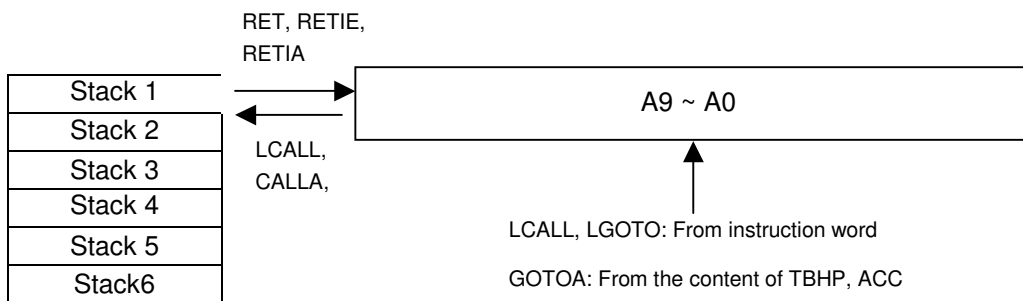 RET, RETIE,
RETIA
Stack 1
Stack 2
Stack 3
Stack 4
Stack 5
Stack6
A9 ~ A0
LCALL,
CALLA,
LCALL, LGOTO: From instruction word
GOTOA: From the content of TBHP, ACC